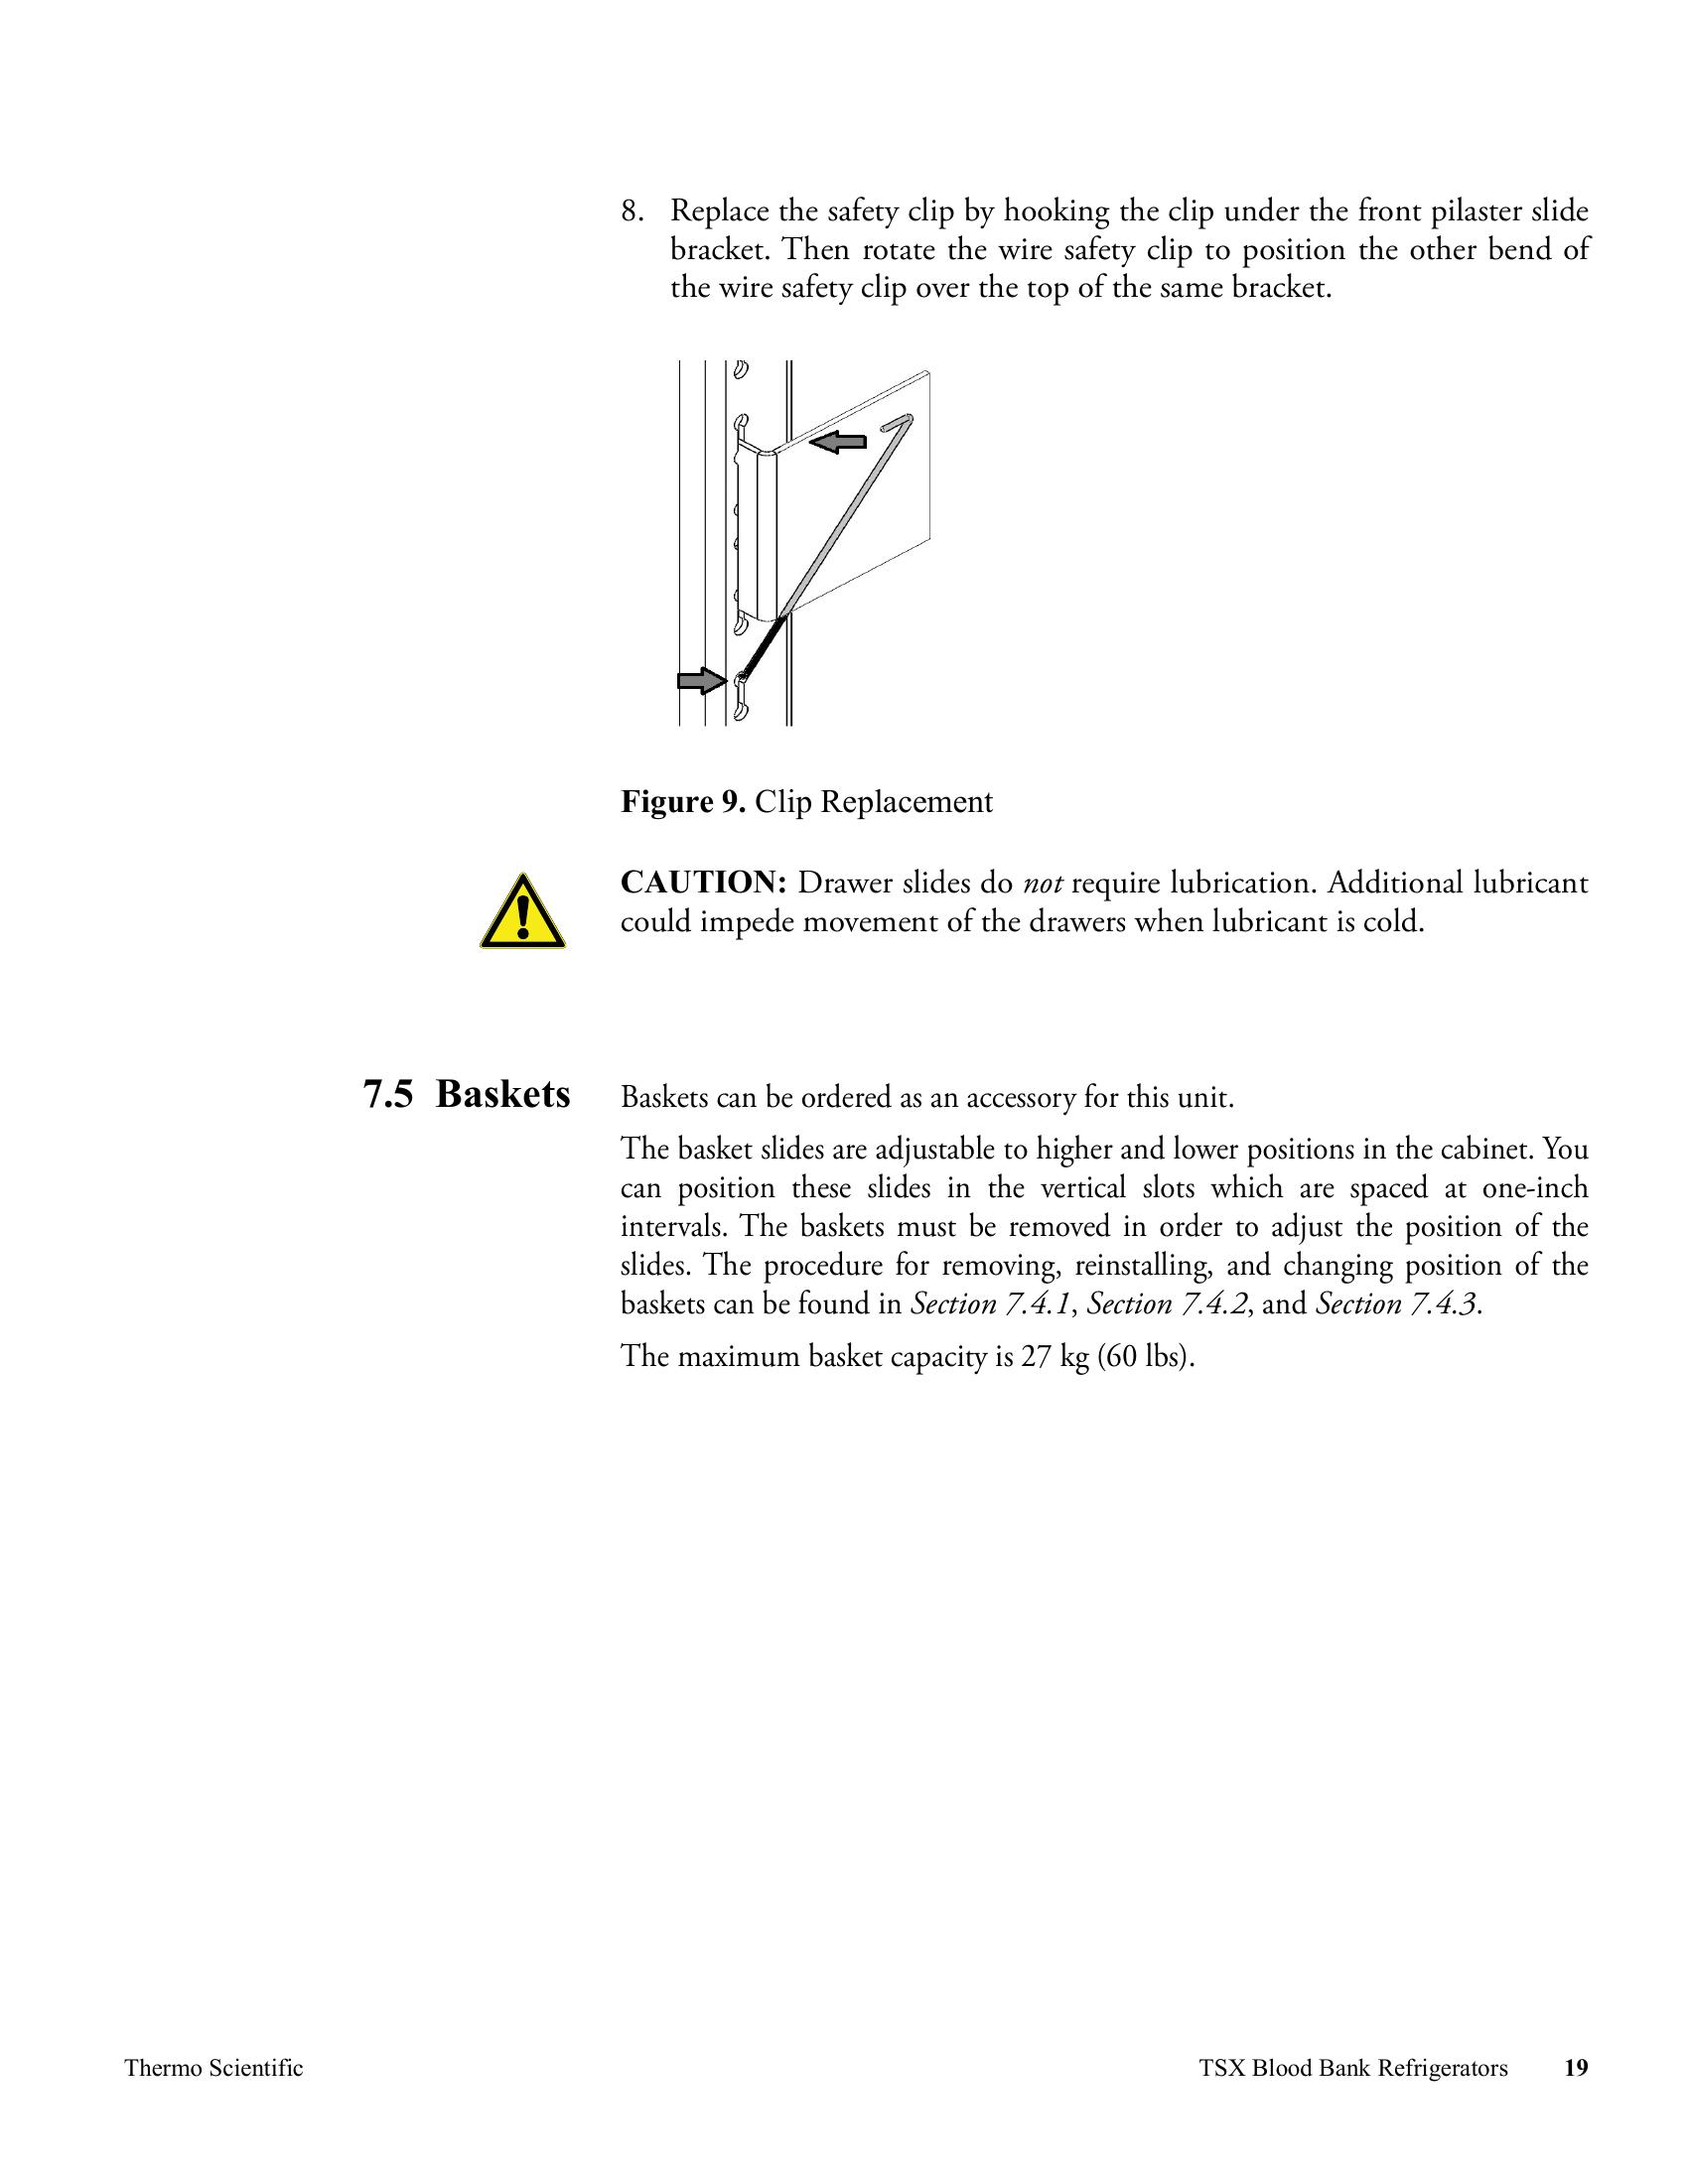 8. Replace the safety clip by hooking the clip under the front pilaster slide
bracket. Then rotate the wire safety clip to position the other bend of
the wire safety clip over the top of the same bracket.
Figure 9. Clip Replacement
CAUTION: Drawer slides do not require lubrication. Additional lubricant
could impede movement of the drawers when lubricant is cold.
7.5 Baskets
Baskets can be ordered as an accessory for this unit.
The basket slides are adjustable to higher and lower positions in the cabinet. You
can position these slides in the vertical slots which are spaced at one-inch
intervals. The baskets must be removed in order to adjust the position of the
slides. The procedure for removing, reinstalling, and changing position of the
baskets can be found in Section 7.4.1, Section 7.4.2, and Section 7.4.3.
The maximum basket capacity is 27 kg (60 lbs).
Thermo Scientific
TSX Blood Bank Refrigerators 19